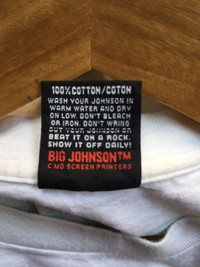 100% COTTON/COTON
WASH YOUR JOHNSON IN
WARM WATER AND DRY
ON LOW. DON'T BLEACH
OR IRON. DON'T WRING
OUT YOUR JOHNSON OR
BEAT IT ON A ROCK.
SHOW IT OFF DAILY!
BIG JOHNSON™
C MD SCREEN PRINTERS